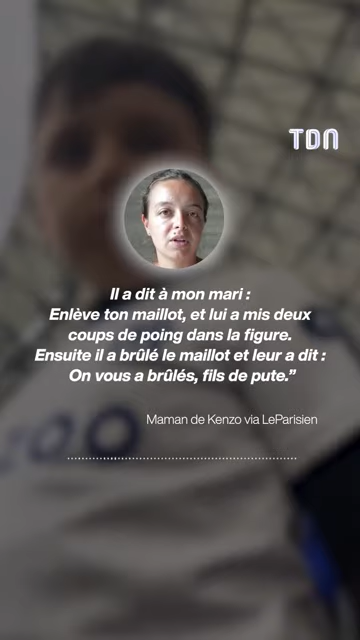 TDN
Il a dit à mon mari :
Enlève ton maillot, et lui a mis deux
coups de poing dans la figure.
Ensuite il a brûlé le maillot et leur a dit :
On vous a brûlés, fils de pute.”
Maman de Kenzo via LeParisien